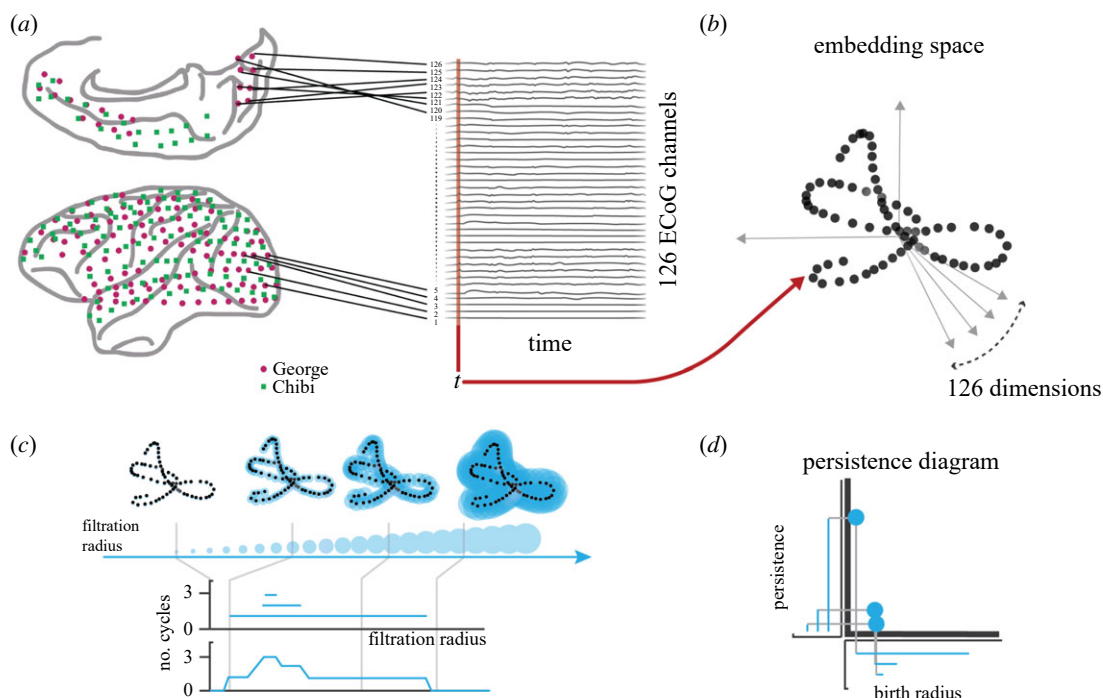 (a)
126
125
124
123
122
121
120
119
5
4
3
2
1
126 ECoG channels
time
t
George
Chibi
(b)
embedding space
126 dimensions
(c)
filtration
radius
no. cycles
3
0
filtration radius
3
0
(d)
persistence diagram
persistence
birth radius